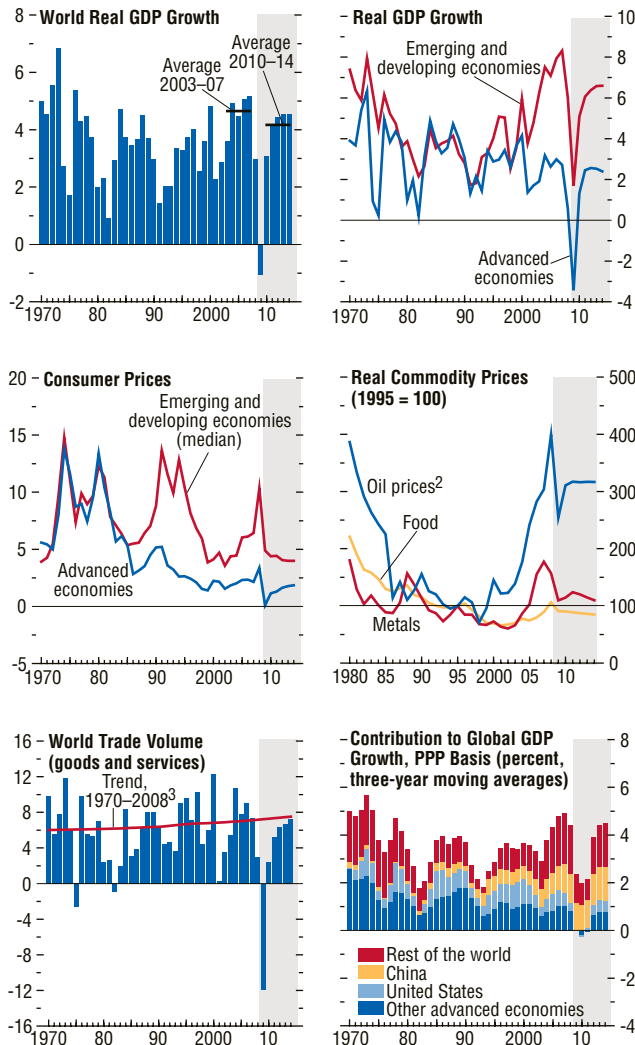 World Real GDP Growth
8
Average
2010–14
Average
2003–07
6
4
2
0
-2
1970 80 90 2000 10
Real GDP Growth
10
Emerging and
developing economies
8
6
4
2
0
Advanced
economies
-2
-4
1970 80 90 2000 10
20
Consumer Prices
Emerging and
developing economies
(median)
15
10
5
Advanced
economies
0
-5
1970 80 90 2000 10
Real Commodity Prices
(1995 = 100)
500
400
Oil prices2
300
Food
200
100
Metals
0
1980 85 90 95 2000 05 10
World Trade Volume
(goods and services)
16
Trend,
1970–20083
12
8
4
0
-4
-8
-12
-16
1970 80 90 2000 10
Contribution to Global GDP
Growth, PPP Basis (percent,
three-year moving averages)
8
6
4
2
0
Rest of the world
China
-2
United States
Other advanced economies
-4
1970 80 90 2000 10